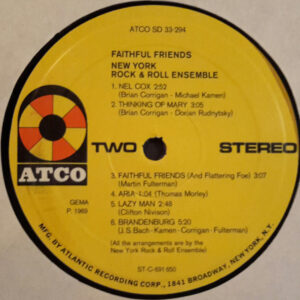 ATCO SD 33-294
FAITHFUL FRIENDS
NEW YORK
ROCK & ROLL ENSEMBLE
1. NEL COX 2:52
(Brian Corrigan - Michael Kamen)
2. THINKING OF MARY 3:05
(Brian Corrigan - Dorian Rudnytsky)
TWO
STEREO
ATCO
GEMA
P. 1969
3. FAITHFUL FRIENDS (And Flattering Foe) 3:07
(Martin Fulterman)
4. ARIA 1:04 (Thomas Morley)
5. LAZY MAN 2:48
(Clifton Nivison)
6. BRANDENBURG 5:20
(J.S Bach - Kamen - Corrigan - Fulterman)
(All the arrangements are by the
New York Rock & Roll Ensemble)
ST-C-691 650
MFG. BY ATLANTIC RECORDING CORP., 1841 BROADWAY, NEW YORK, N.Y.